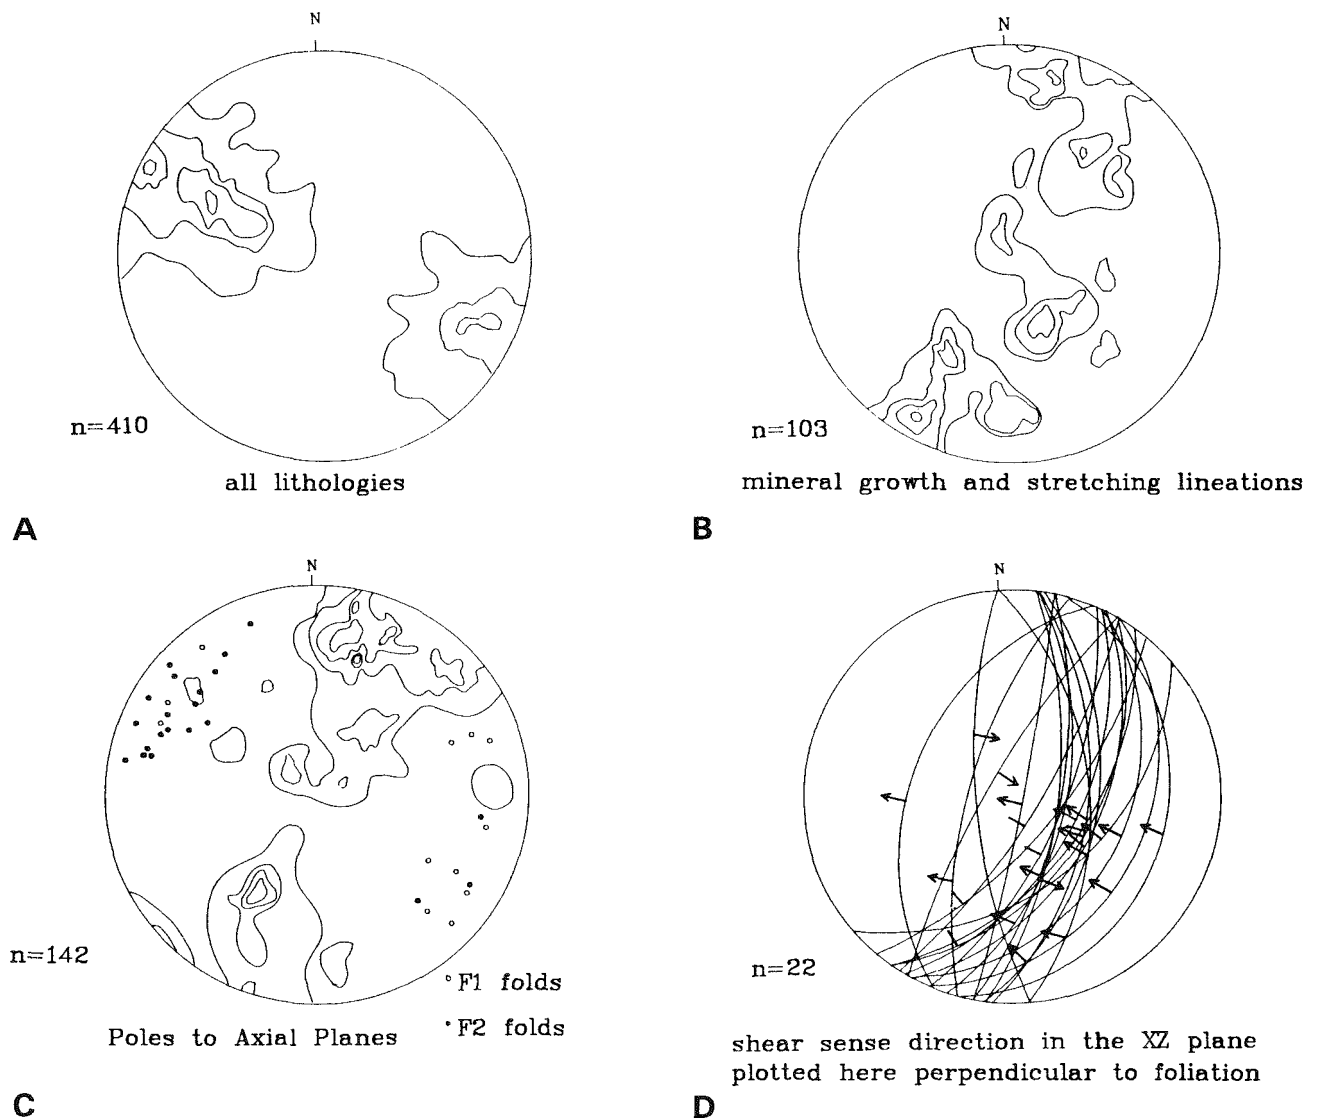 N
n=410
all lithologies
A
N
n=103
mineral growth and stretching lineations
B
N
n=142
F1 folds
F2 folds
Poles to Axial Planes
C
N
n=22
shear sense direction in the XZ plane
plotted here perpendicular to foliation
D